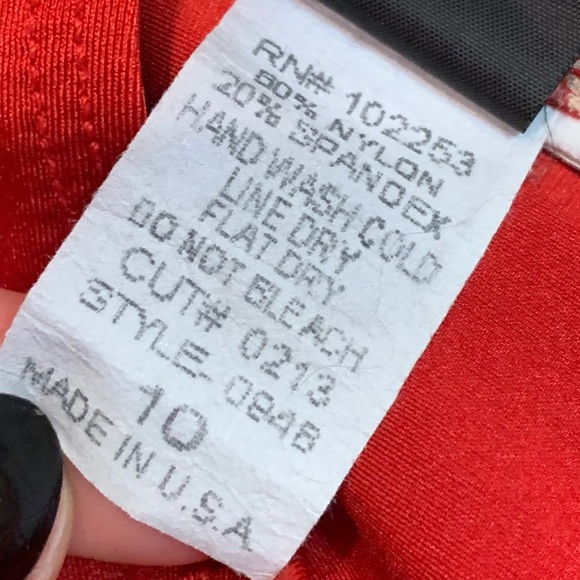 RN# 102253
80% NYLON
20% SPANDEX
HAND WASH COLD
LINE DRY
FLAT DRY
DO NOT BLEACH
CUT# 0213
STYLE- 0848
10
MADE IN U.S.A